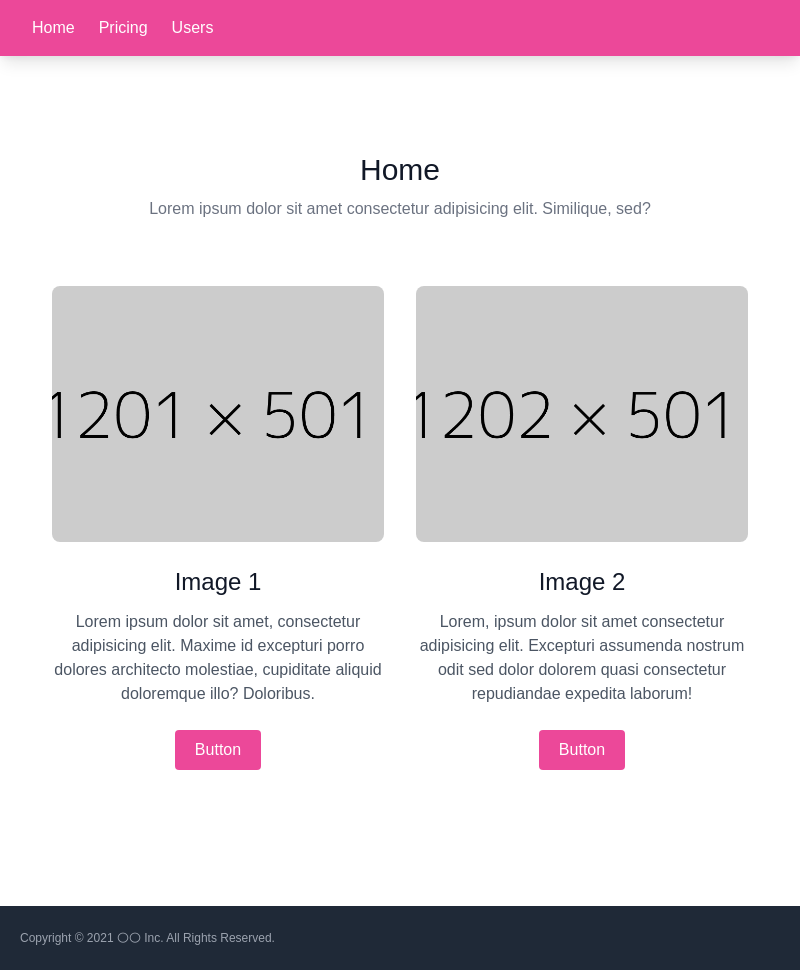 Home Pricing Users
Home
Lorem ipsum dolor sit amet consectetur adipisicing elit. Similique, sed?
1201 × 501
1202 × 501
Image 1
Lorem ipsum dolor sit amet, consectetur
adipisicing elit. Maxime id excepturi porro
dolores architecto molestiae, cupiditate aliquid
doloremque illo? Doloribus.
Button
Image 2
Lorem, ipsum dolor sit amet consectetur
adipisicing elit. Excepturi assumenda nostrum
odit sed dolor dolorem quasi consectetur
repudiandae expedita laborum!
Button
Copyright © 2021 〇〇 Inc. All Rights Reserved.